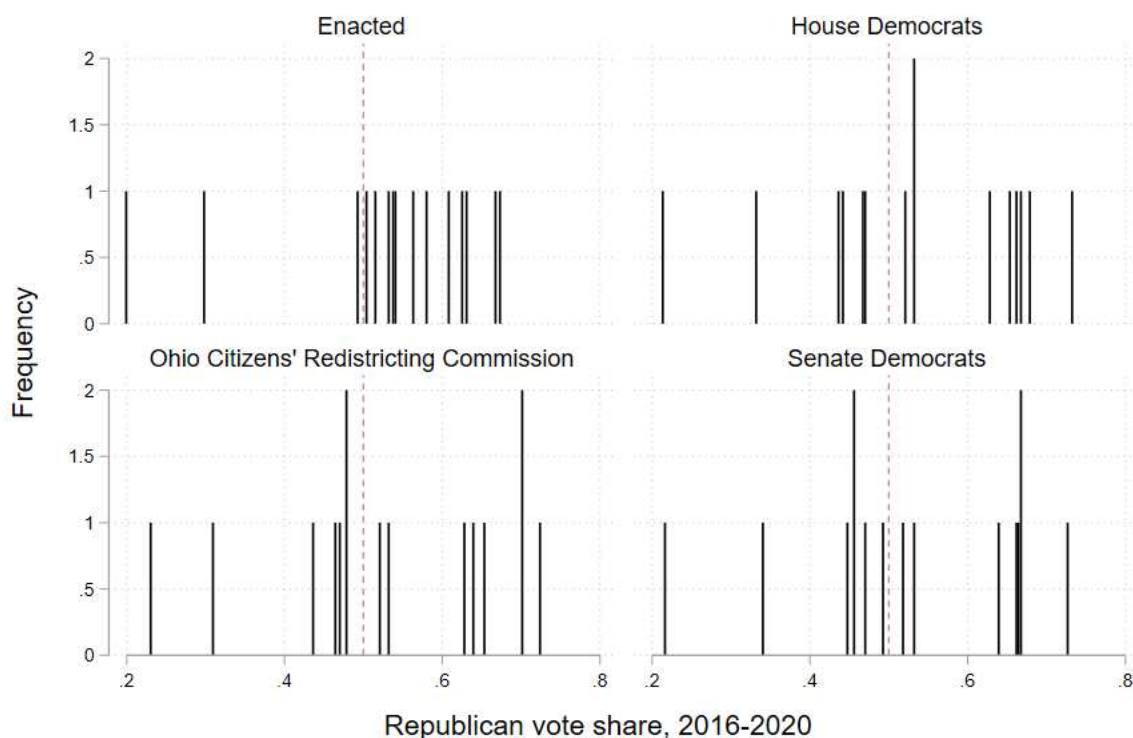 Enacted
House Democrats
2
1.5
1
.5
0
Ohio Citizens' Redistricting Commission
Senate Democrats
2
1.5
1
.5
0
.2 .4 .6 .8 .2 .4 .6 .8
Frequency
Republican vote share, 2016-2020